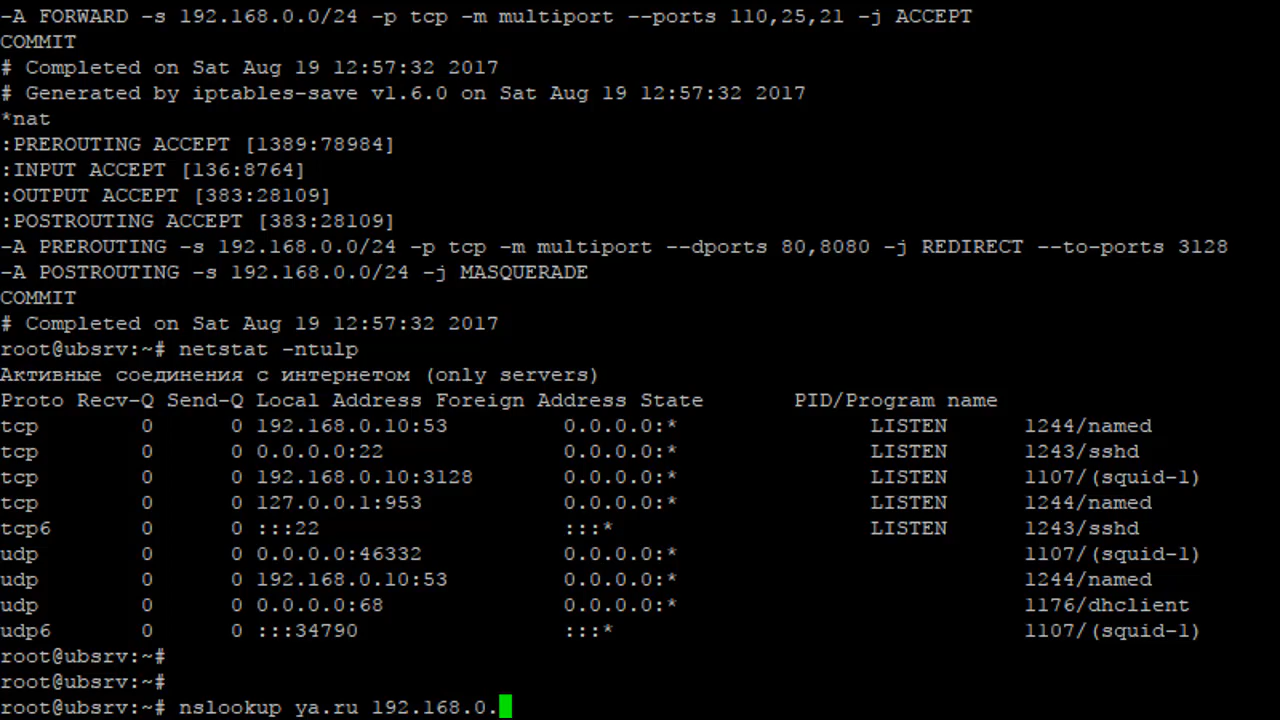 -A FORWARD -s 192.168.0.0/24 -p tcp -m multiport --ports 110,25,21 -j ACCEPT
COMMIT
# Completed on Sat Aug 19 12:57:32 2017
# Generated by iptables-save v1.6.0 on Sat Aug 19 12:57:32 2017
*nat
:PREROUTING ACCEPT [1389:78984]
:INPUT ACCEPT [136:8764]
:OUTPUT ACCEPT [383:28109]
:POSTROUTING ACCEPT [383:28109]
-A PREROUTING -s 192.168.0.0/24 -p tcp -m multiport --dports 80,8080 -j REDIRECT --to-ports 3128
-A POSTROUTING -s 192.168.0.0/24 -j MASQUERADE
COMMIT
# Completed on Sat Aug 19 12:57:32 2017
root@ubsrv:~# netstat -ntulp
Активные соединения с интернетом (only servers)
Proto Recv-Q Send-Q Local Address Foreign Address State PID/Program name
tcp 0 0 192.168.0.10:53 0.0.0.0:* LISTEN 1244/named
tcp 0 0 0.0.0.0:22 0.0.0.0:* LISTEN 1243/sshd
tcp 0 0 192.168.0.10:3128 0.0.0.0:* LISTEN 1107/(squid-1)
tcp 0 0 127.0.0.1:953 0.0.0.0:* LISTEN 1244/named
tcp6 0 0 :::22 :::* LISTEN 1243/sshd
udp 0 0 0.0.0.0:46332 0.0.0.0:* 1107/(squid-1)
udp 0 0 192.168.0.10:53 0.0.0.0:* 1244/named
udp 0 0 0.0.0.0:68 0.0.0.0:* 1176/dhclient
udp6 0 0 :::34790 :::* 1107/(squid-1)
root@ubsrv:~#
root@ubsrv:~#
root@ubsrv:~# nslookup ya.ru 192.168.0.